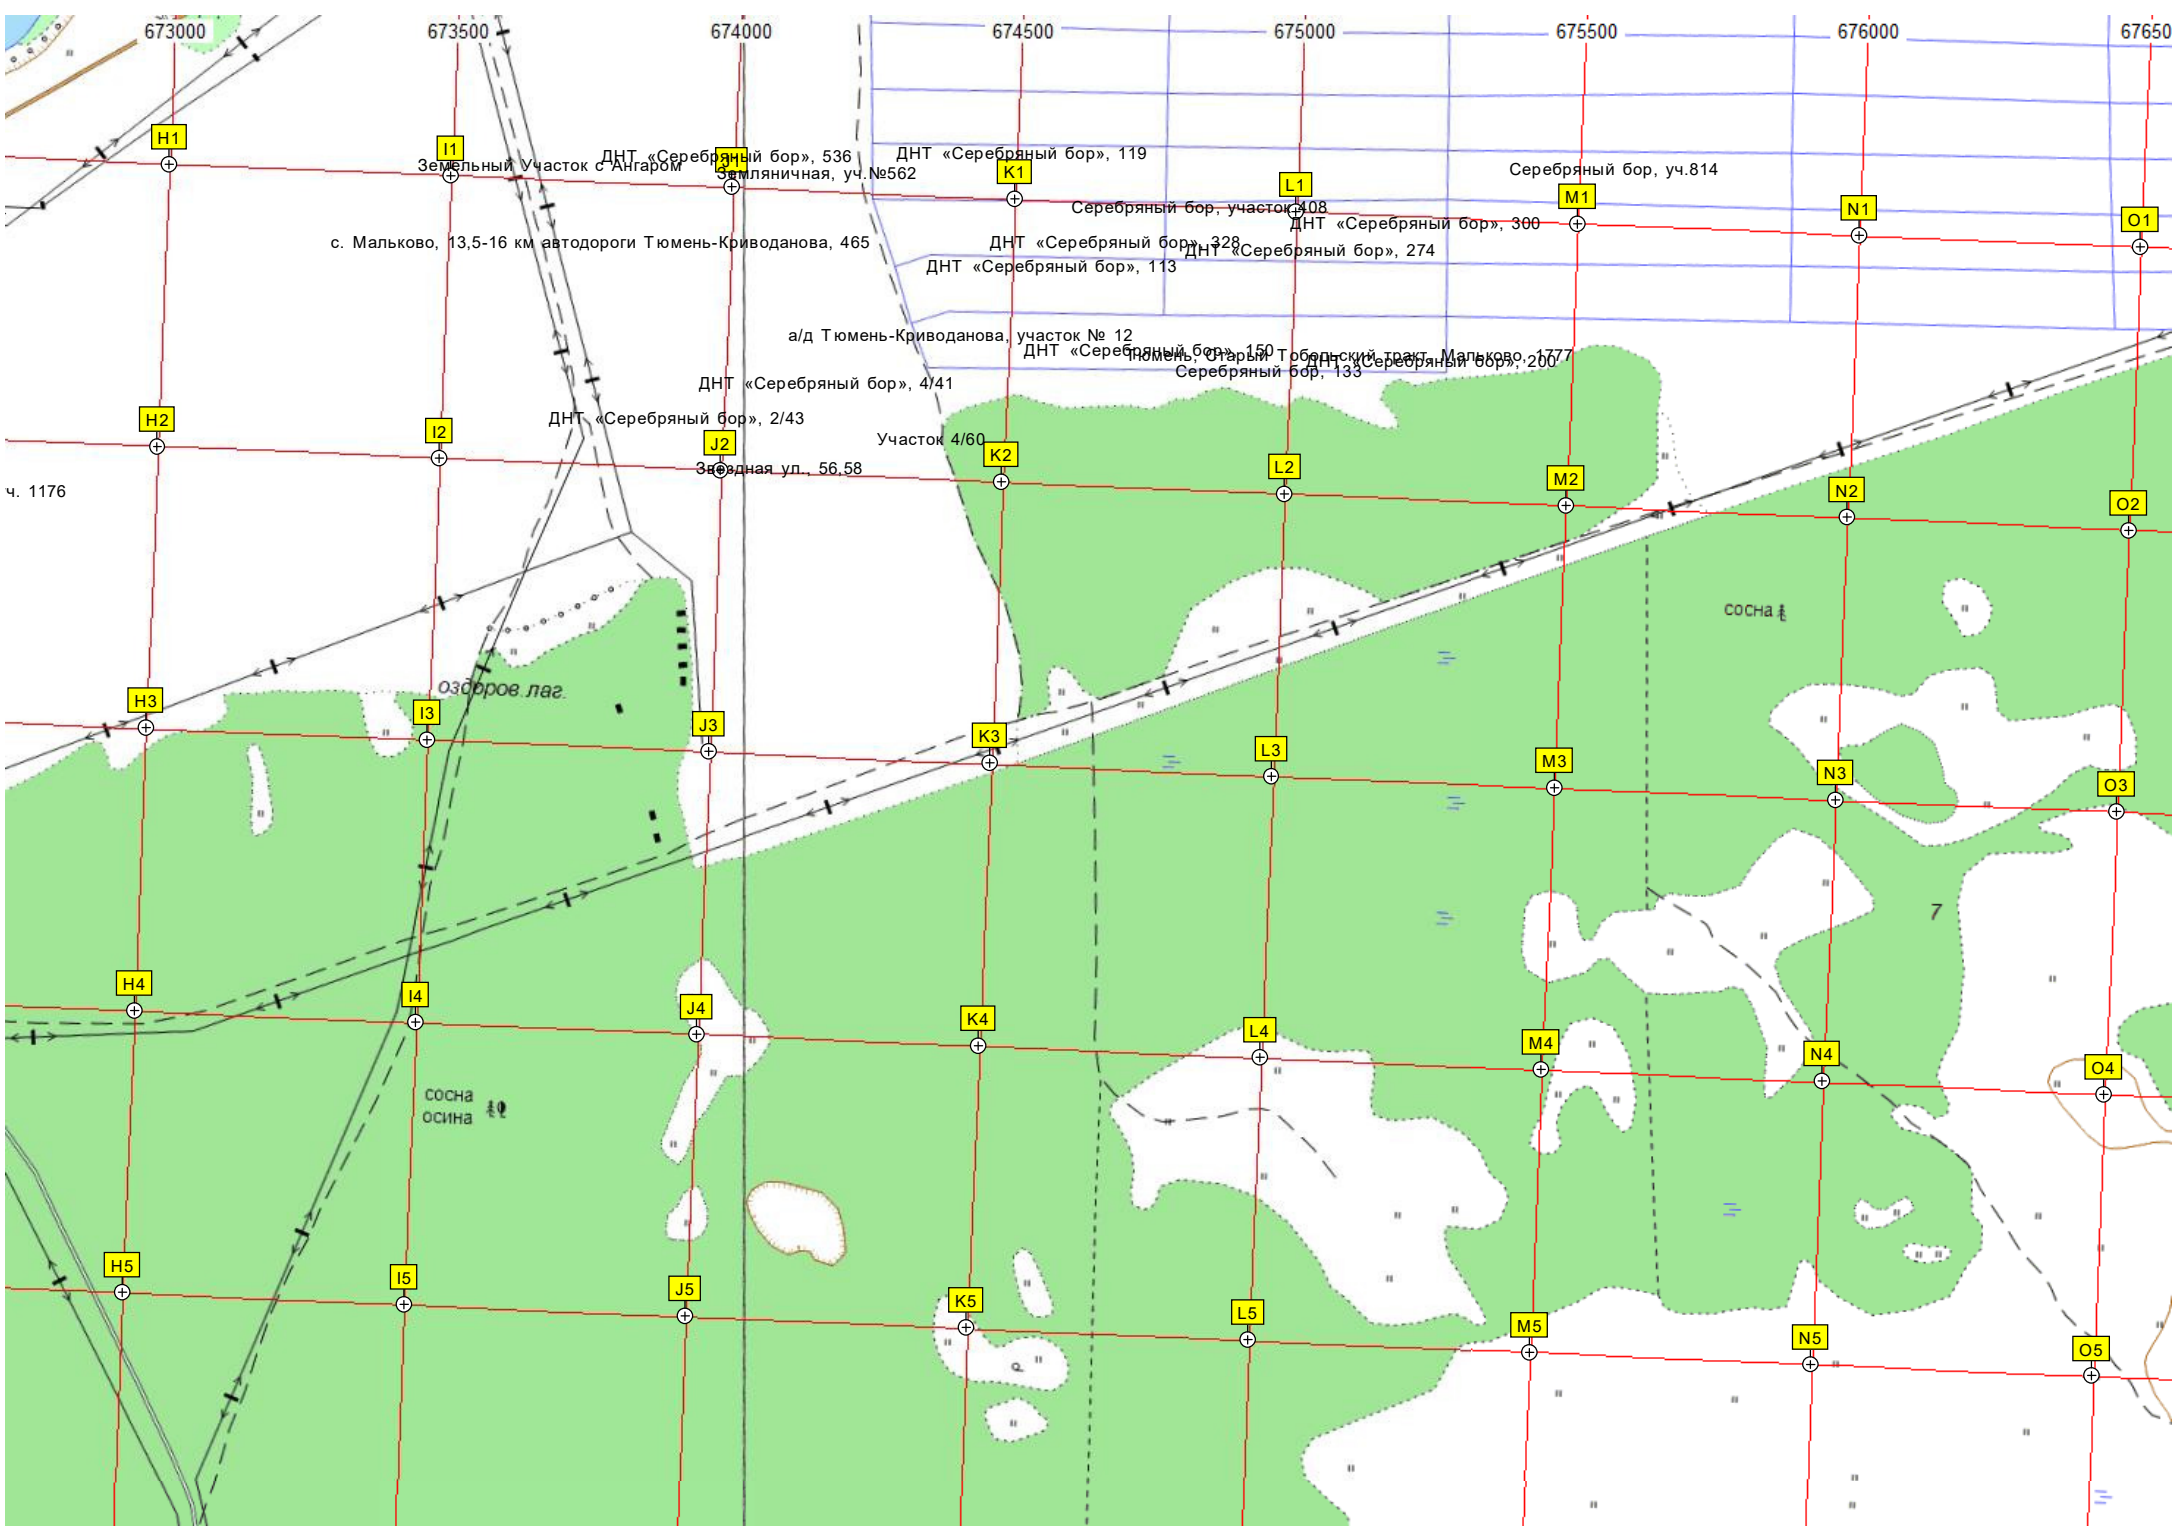 673000 673500 674000 674500 675000 675500 676000 67650
H1 I1 J1 K1 L1 M1 N1 O1
ДНТ «Серебряный бор», 536
ДНТ «Серебряный бор», 119
Земельный Участок с Ангаром
Земляничная, уч.№562
Серебряный бор, уч.814
Серебряный бор, участок 408
ДНТ «Серебряный бор», 300
с. Мальково, 13,5-16 км автодороги Тюмень-Криводанова, 465
ДНТ «Серебряный бор», 328
ДНТ «Серебряный бор», 274
ДНТ «Серебряный бор», 113
а/д Тюмень-Криводанова, участок № 12
ДНТ «Серебряный бор», 150
Тюмень, Старый Тобольский тракт, Мальково, 1777
ДНТ «Серебряный бор», 200
Серебряный бор, 133
ДНТ «Серебряный бор», 4/41
ДНТ «Серебряный бор», 2/43
Участок 4/60
H2 I2 J2 K2 L2 M2 N2 O2
Звёздная ул., 56,58
ч. 1176
сосна
оздоров.лаг.
H3 I3 J3 K3 L3 M3 N3 O3
7
H4 I4 J4 K4 L4 M4 N4 O4
сосна
осина
H5 I5 J5 K5 L5 M5 N5 O5